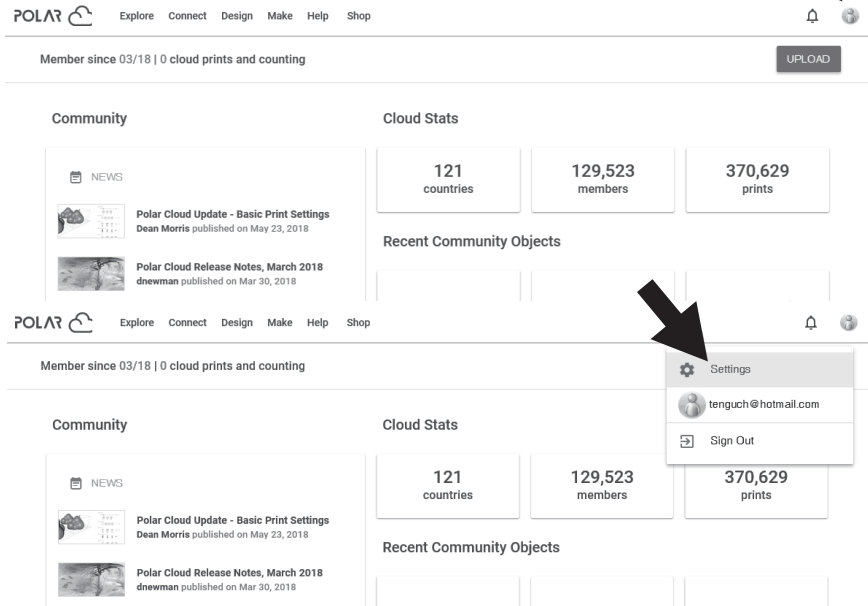 POLAR Explore Connect Design Make Help Shop
Member since 03/18 | 0 cloud prints and counting UPLOAD
Community Cloud Stats
NEWS
121 129,523 370,629
countries members prints
Polar Cloud Update - Basic Print Settings
Dean Morris published on May 23, 2018
Recent Community Objects
Polar Cloud Release Notes, March 2018
dnewman published on Mar 30, 2018
POLAR Explore Connect Design Make Help Shop
Member since 03/18 | 0 cloud prints and counting
Settings
tenguch@hotmail.com
Sign Out
Community Cloud Stats
NEWS
121 129,523 370,629
countries members prints
Polar Cloud Update - Basic Print Settings
Dean Morris published on May 23, 2018
Recent Community Objects
Polar Cloud Release Notes, March 2018
dnewman published on Mar 30, 2018